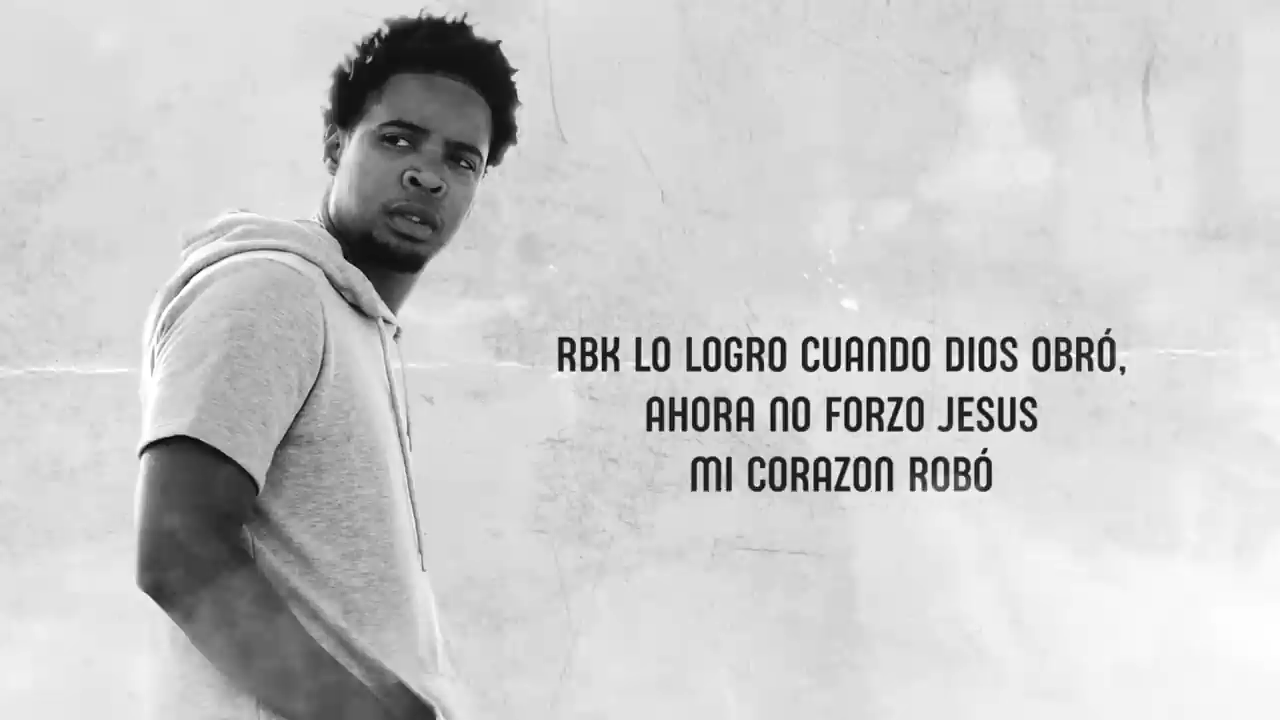 RBK LO LOGRO CUANDO DIOS OBRÓ,
AHORA NO FORZO JESUS
MI CORAZON ROBÓ